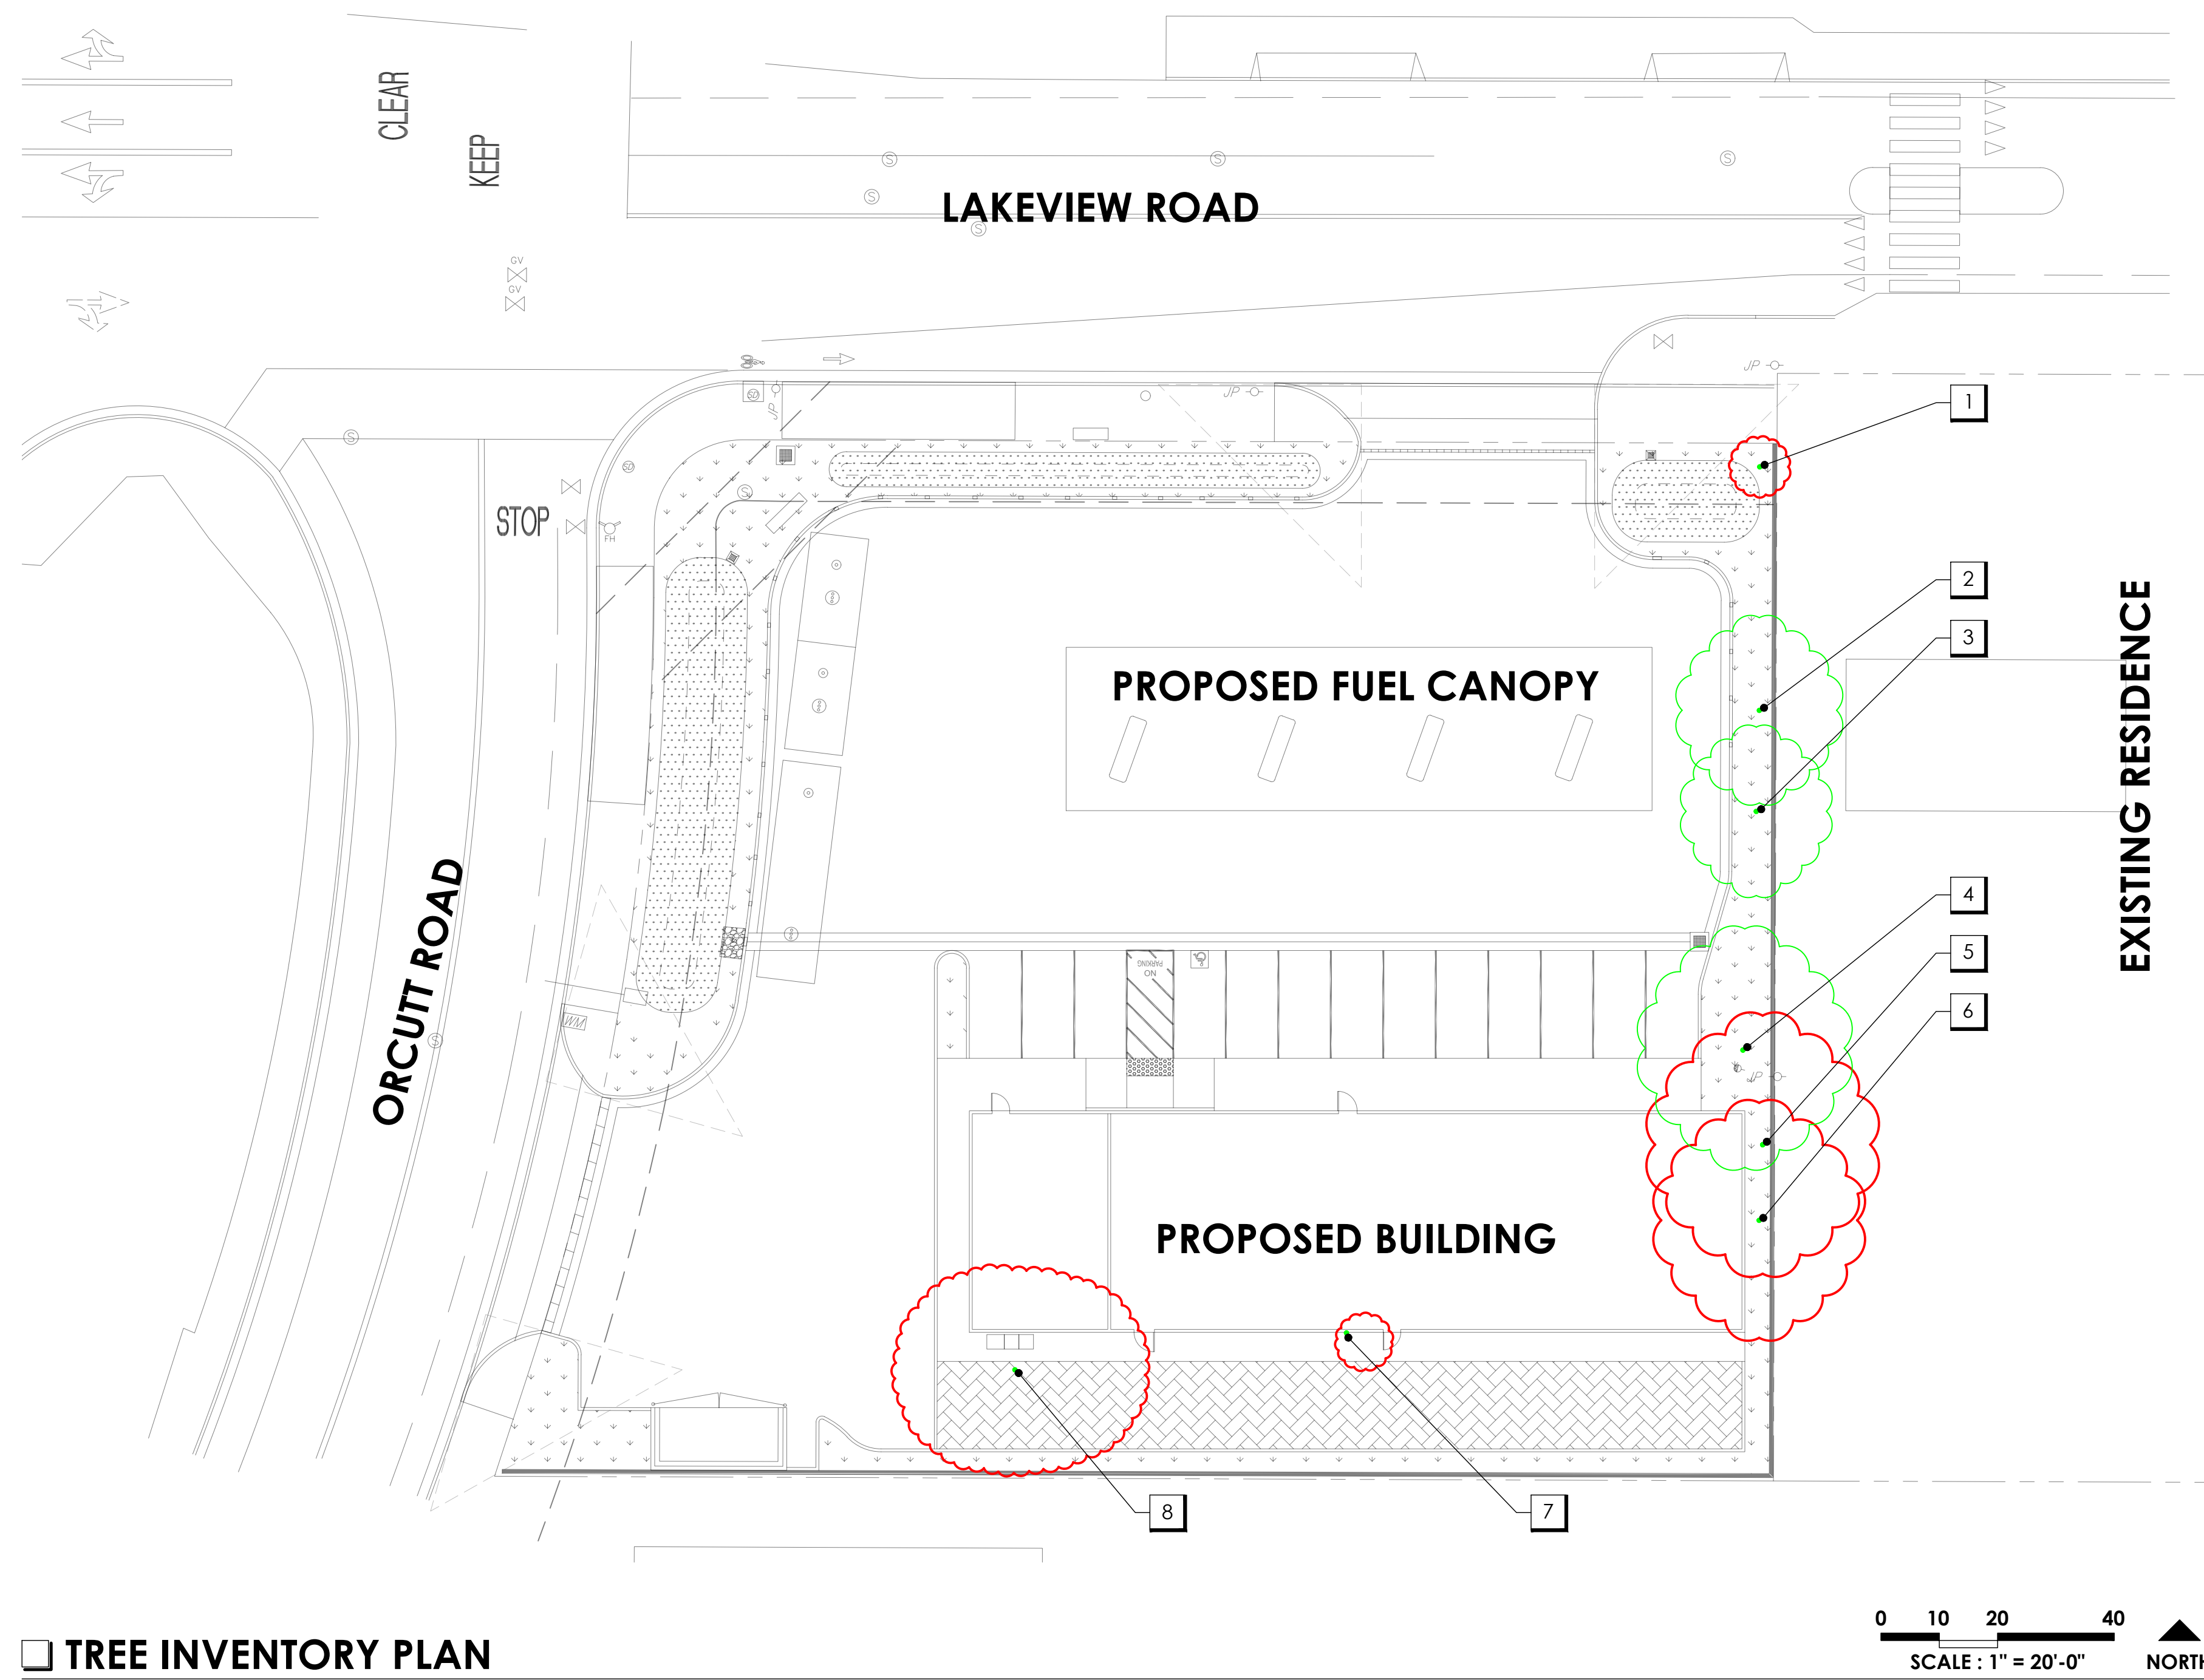 CLEAR
KEEP
LAKEVIEW ROAD
S
S
S
S
S
GV
GV
JP
SD
JP
JP
1
S
SD
S
STOP
FH
2
3
PROPOSED FUEL CANOPY
EXISTING RESIDENCE
ORCUTT ROAD
4
5
6
NO
PARKING
WM
S
JP
PROPOSED BUILDING
8
7
TREE INVENTORY PLAN
0 10 20 40
SCALE : 1" = 20'-0"
NORTH